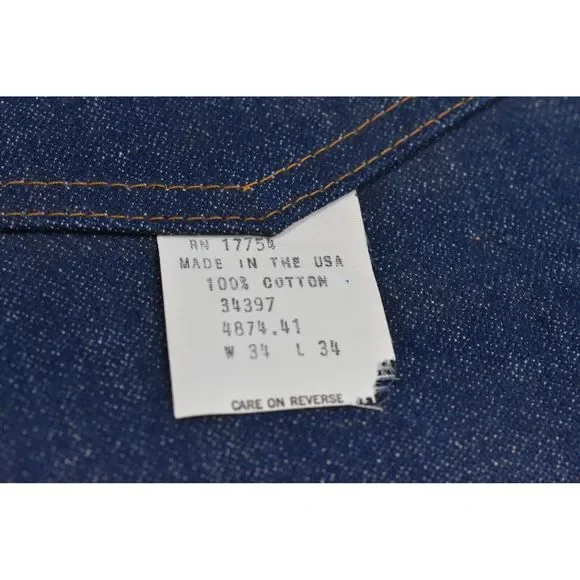 RN 17754
MADE IN THE USA
100% COTTON
34397
4874.41
W 34 L 34
CARE ON REVERSE